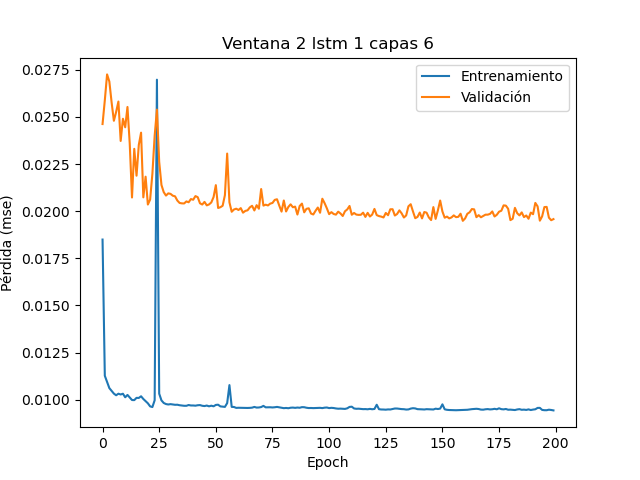 Ventana 2 lstm 1 capas 6
Entrenamiento
Validación
Pérdida (mse)
0.0275
0.0250
0.0225
0.0200
0.0175
0.0150
0.0125
0.0100
0 25 50 75 100 125 150 175 200
Epoch